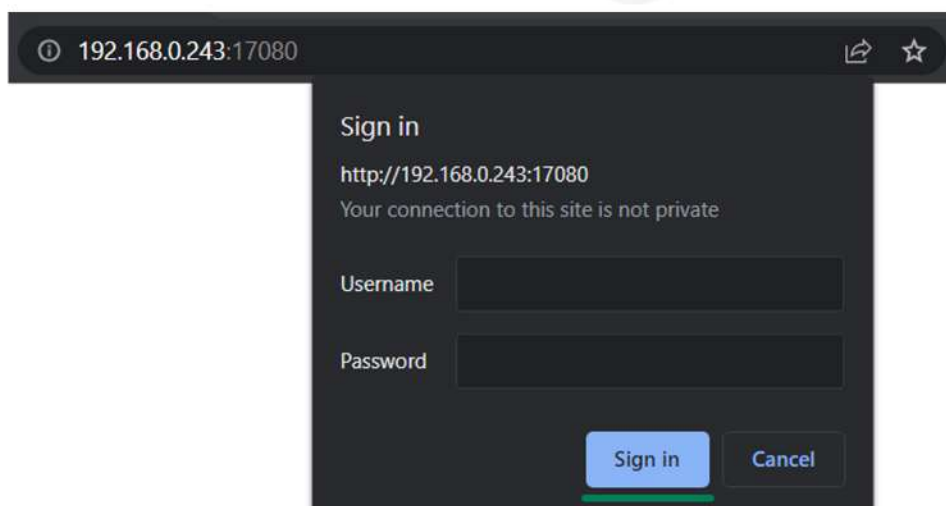 192.168.0.243:17080
Sign in
http://192.168.0.243:17080
Your connection to this site is not private
Username
Password
Sign in Cancel